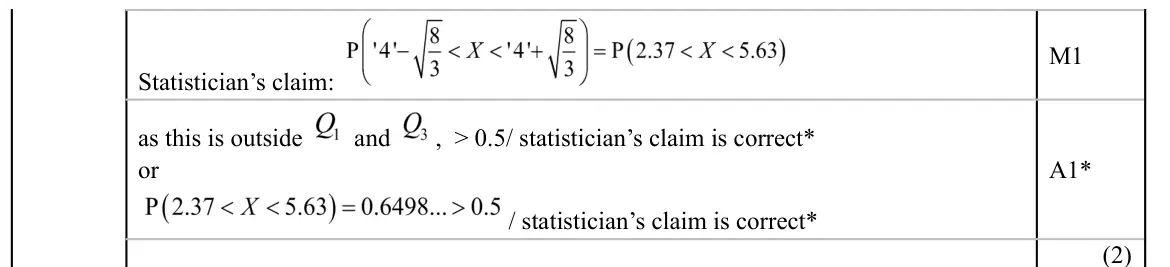 Statistician's claim: P('4'−√(8/3) < X < '4'+√(8/3)) = P(2.37 < X < 5.63)
M1
as this is outside Q₁ and Q₃ , > 0.5/ statistician's claim is correct*
or
A1*
P(2.37 < X < 5.63) = 0.6498... > 0.5 / statistician's claim is correct*
(2)